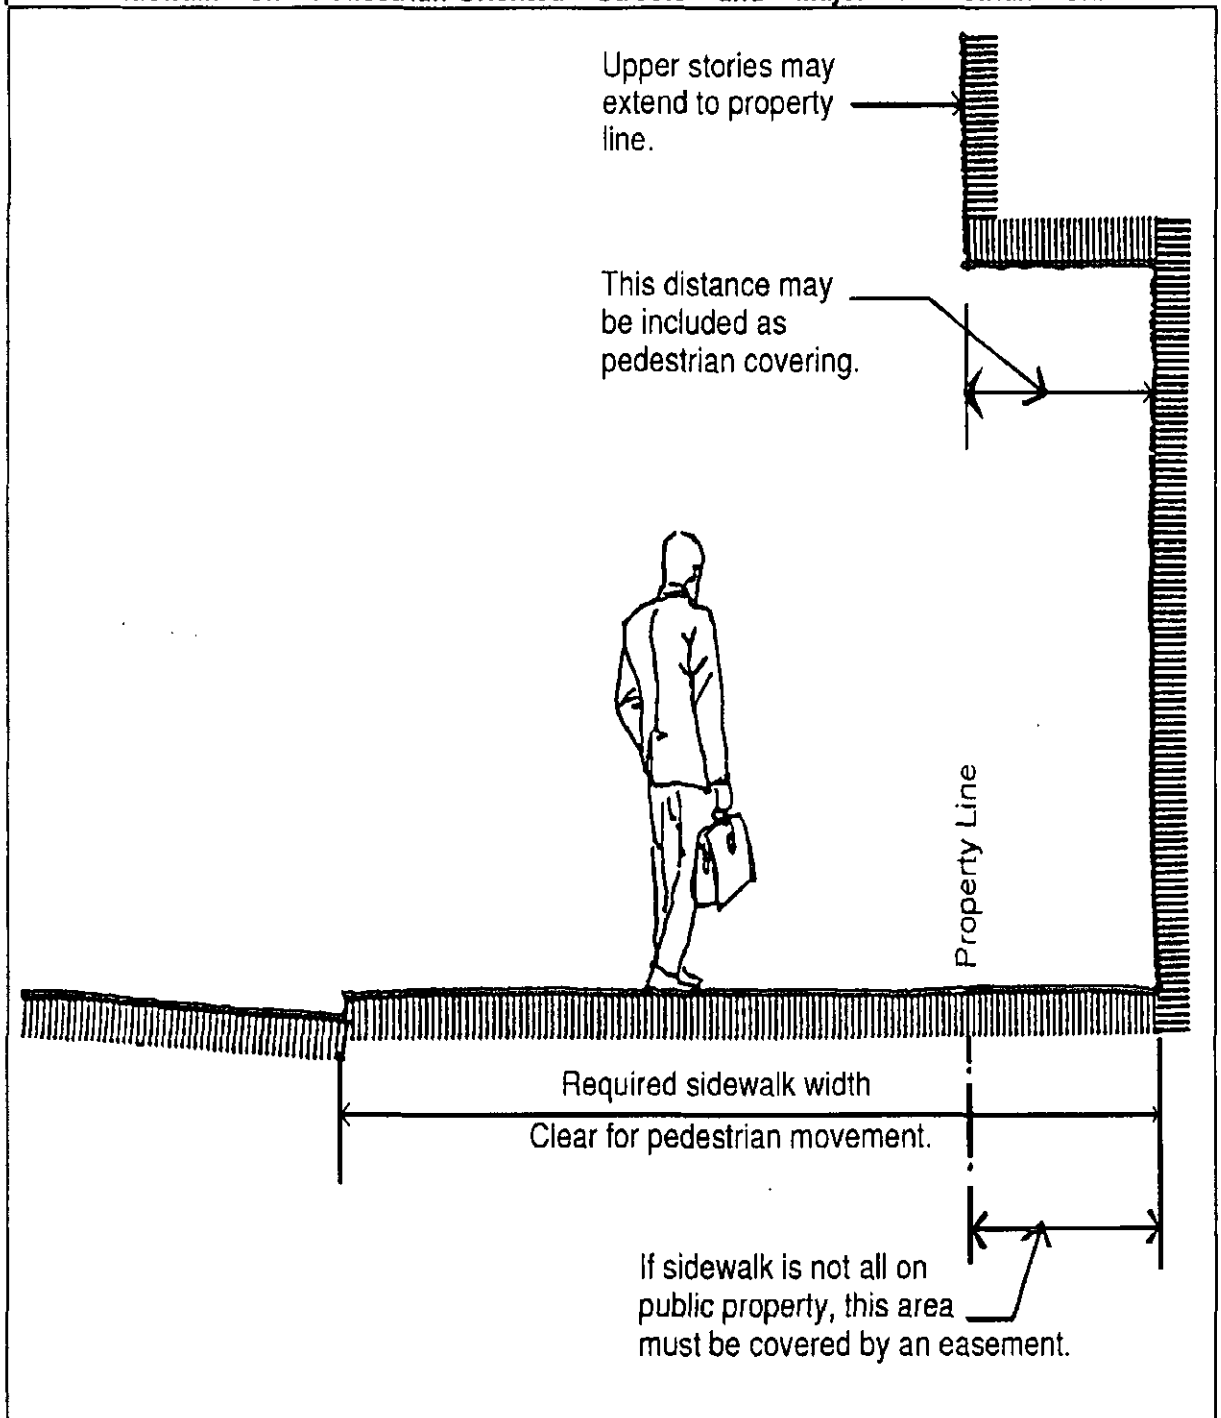 Upper stories may
extend to property
line.
This distance may
be included as
pedestrian covering.
Property Line
Required sidewalk width
Clear for pedestrian movement.
If sidewalk is not all on
public property, this area
must be covered by an easement.